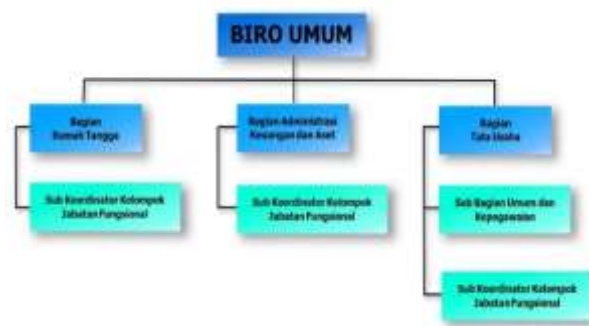 BIRO UMUM
Bagian
Rumah Tangga
Bagian Administrasi
Keuangan dan Aset
Bagian
Tata Usaha
Sub Koordinator Kelompok
Jabatan Fungsional
Sub Koordinator Kelompok
Jabatan Fungsional
Sub Bagian Umum dan
Kepegawaian
Sub Koordinator Kelompok
Jabatan Fungsional